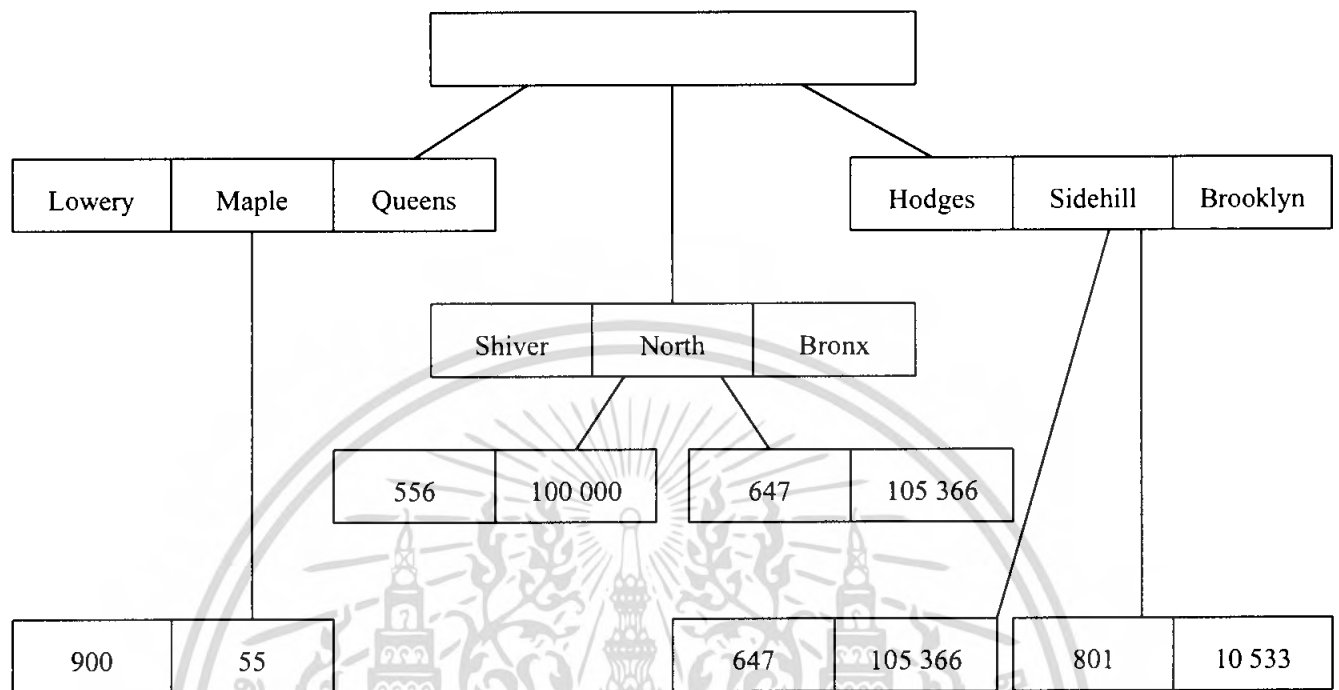 Lowery Maple Queens Hodges Sidehill Brooklyn
Shiver North Bronx
556 100 000 647 105 366
900 55 647 105 366 801 10 533